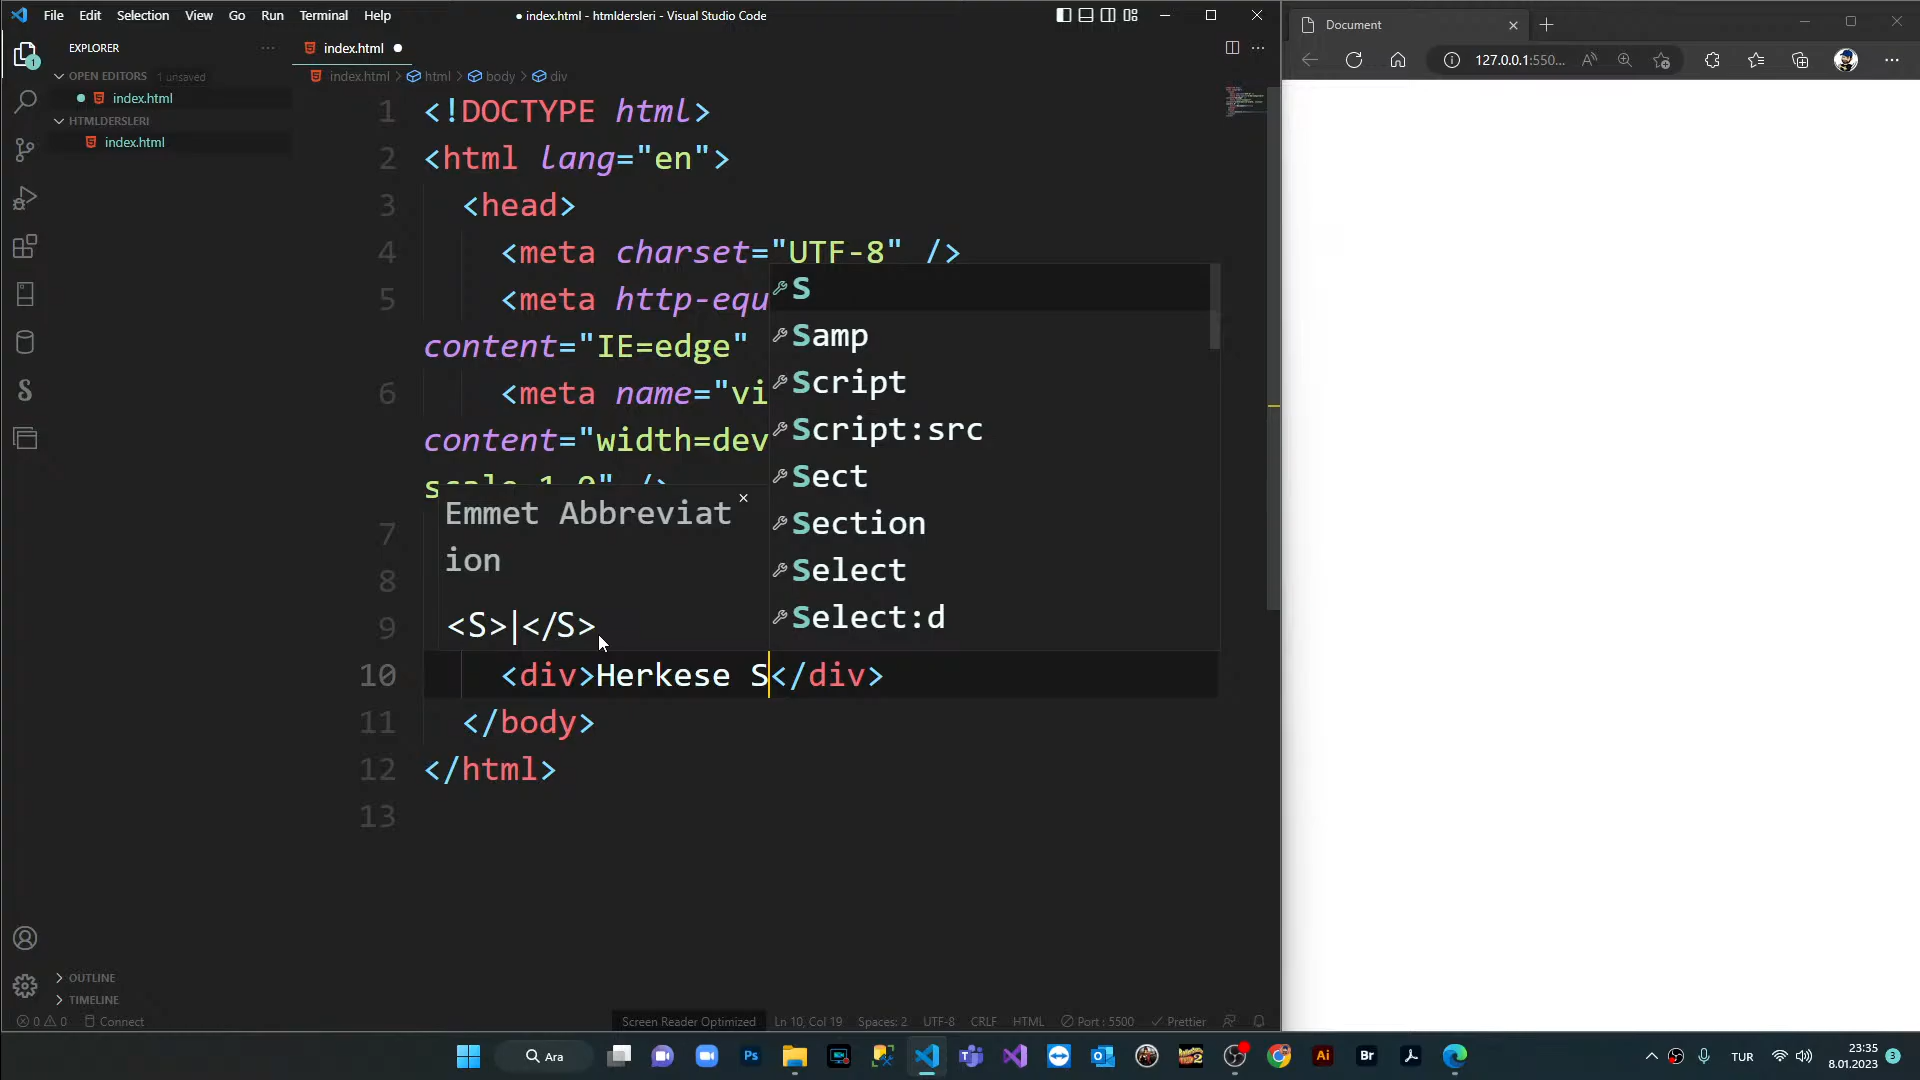 File Edit Selection View Go Run Terminal Help
● index.html - htmldersleri - Visual Studio Code
Document
EXPLORER
index.html
127.0.0.1:550...
OPEN EDITORS 1 unsaved
index.html
HTMLDERSLERI
index.html
index.html > html > body > div
1 <!DOCTYPE html>
2 <html lang="en">
3 <head>
4 <meta charset="UTF-8" />
5 <meta http-equ
content="IE=edge"
6 <meta name="vi
content="width=dev
7
8
9
10 <div>Herkese S</div>
11 </body>
12 </html>
13
S
Samp
Script
Script:src
Sect
Section
Select
Select:d
Emmet Abbreviat
ion
<S>|</S>
OUTLINE
TIMELINE
0 0 Connect
Screen Reader Optimized Ln 10, Col 19 Spaces: 2 UTF-8 CRLF HTML Port : 5500 Prettier
Ara
Ps
Ai
Br
TUR
23:35
8.01.2023
3